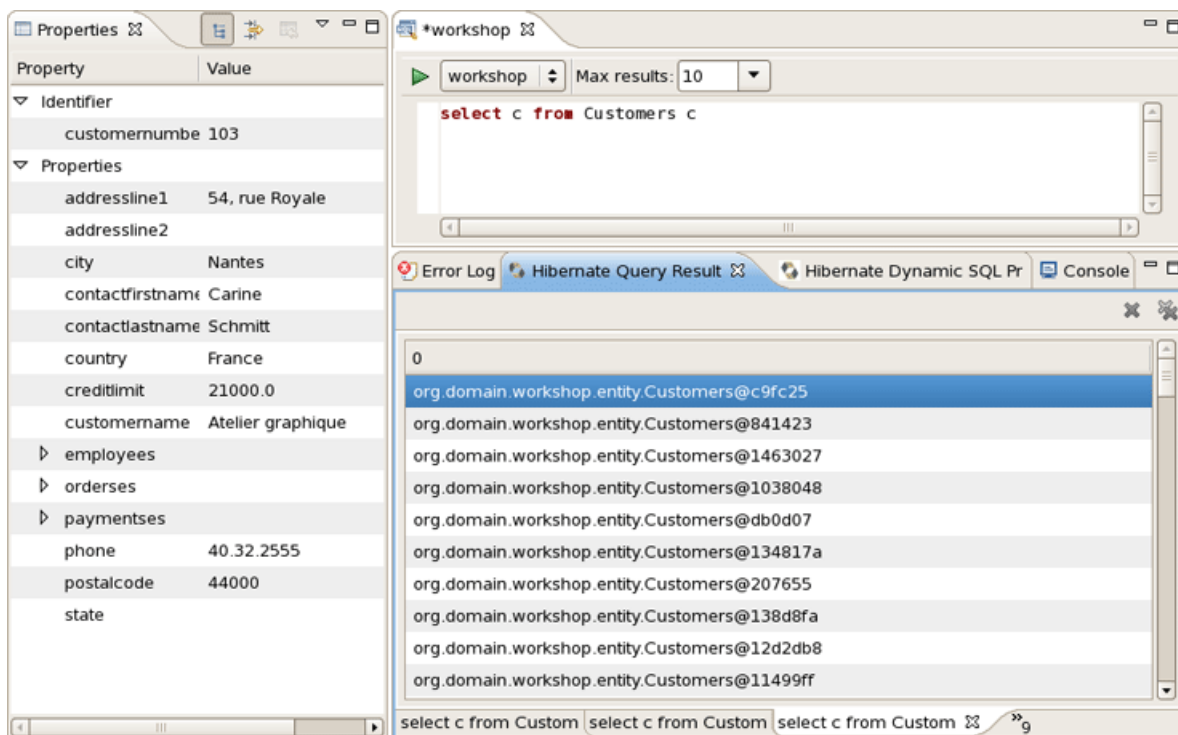 Properties
Property Value
Identifier
customernumbe 103
Properties
addressline1 54, rue Royale
addressline2
city Nantes
contactfirstname Carine
contactlastname Schmitt
country France
creditlimit 21000.0
customername Atelier graphique
employees
orderses
paymentses
phone 40.32.2555
postalcode 44000
state
*workshop
workshop Max results: 10
select c from Customers c
Error Log Hibernate Query Result Hibernate Dynamic SQL Pr Console
0
org.domain.workshop.entity.Customers@c9fc25
org.domain.workshop.entity.Customers@841423
org.domain.workshop.entity.Customers@1463027
org.domain.workshop.entity.Customers@1038048
org.domain.workshop.entity.Customers@db0d07
org.domain.workshop.entity.Customers@134817a
org.domain.workshop.entity.Customers@207655
org.domain.workshop.entity.Customers@138d8fa
org.domain.workshop.entity.Customers@12d2db8
org.domain.workshop.entity.Customers@11499ff
select c from Custom select c from Custom select c from Custom »9